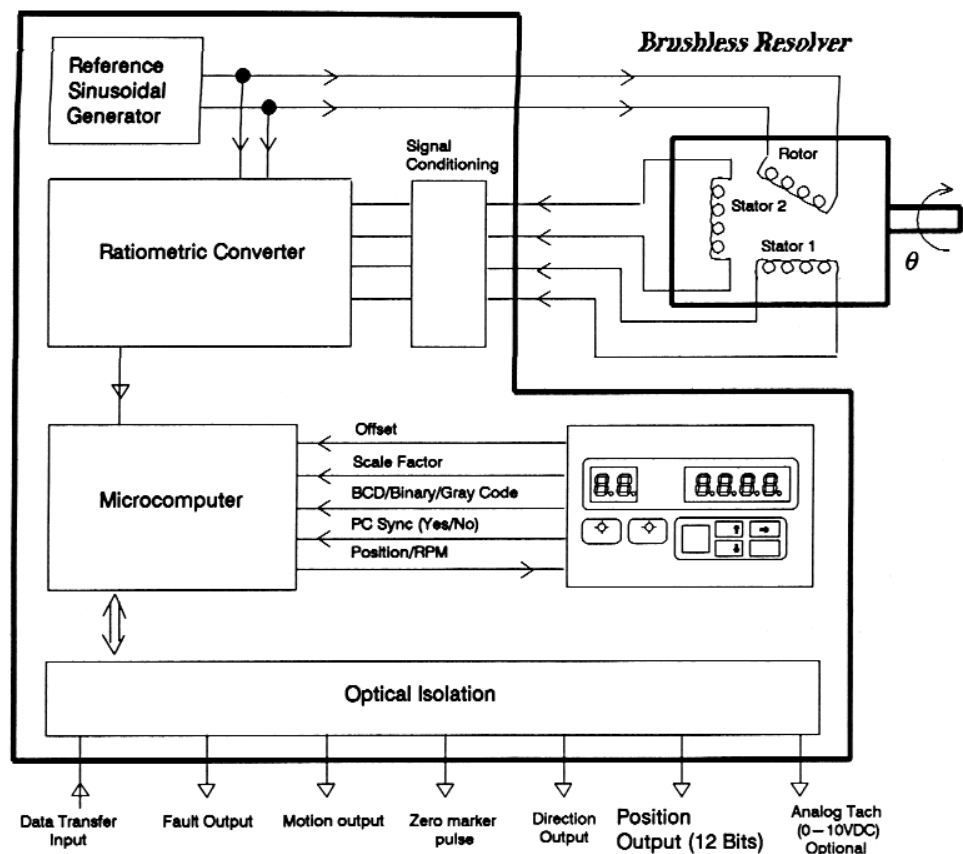 Brushless Resolver
Reference
Sinusoidal
Generator
Signal
Conditioning
Rotor
Stator 2
Stator 1
θ
Ratiometric Converter
Offset
Scale Factor
BCD/Binary/Gray Code
PC Sync (Yes/No)
Position/RPM
Microcomputer
8.8.
8.8.8.8.
Optical Isolation
Data Transfer
Input
Fault Output
Motion output
Zero marker
pulse
Direction
Output
Position
Output (12 Bits)
Analog Tach
(0-10VDC)
Optional